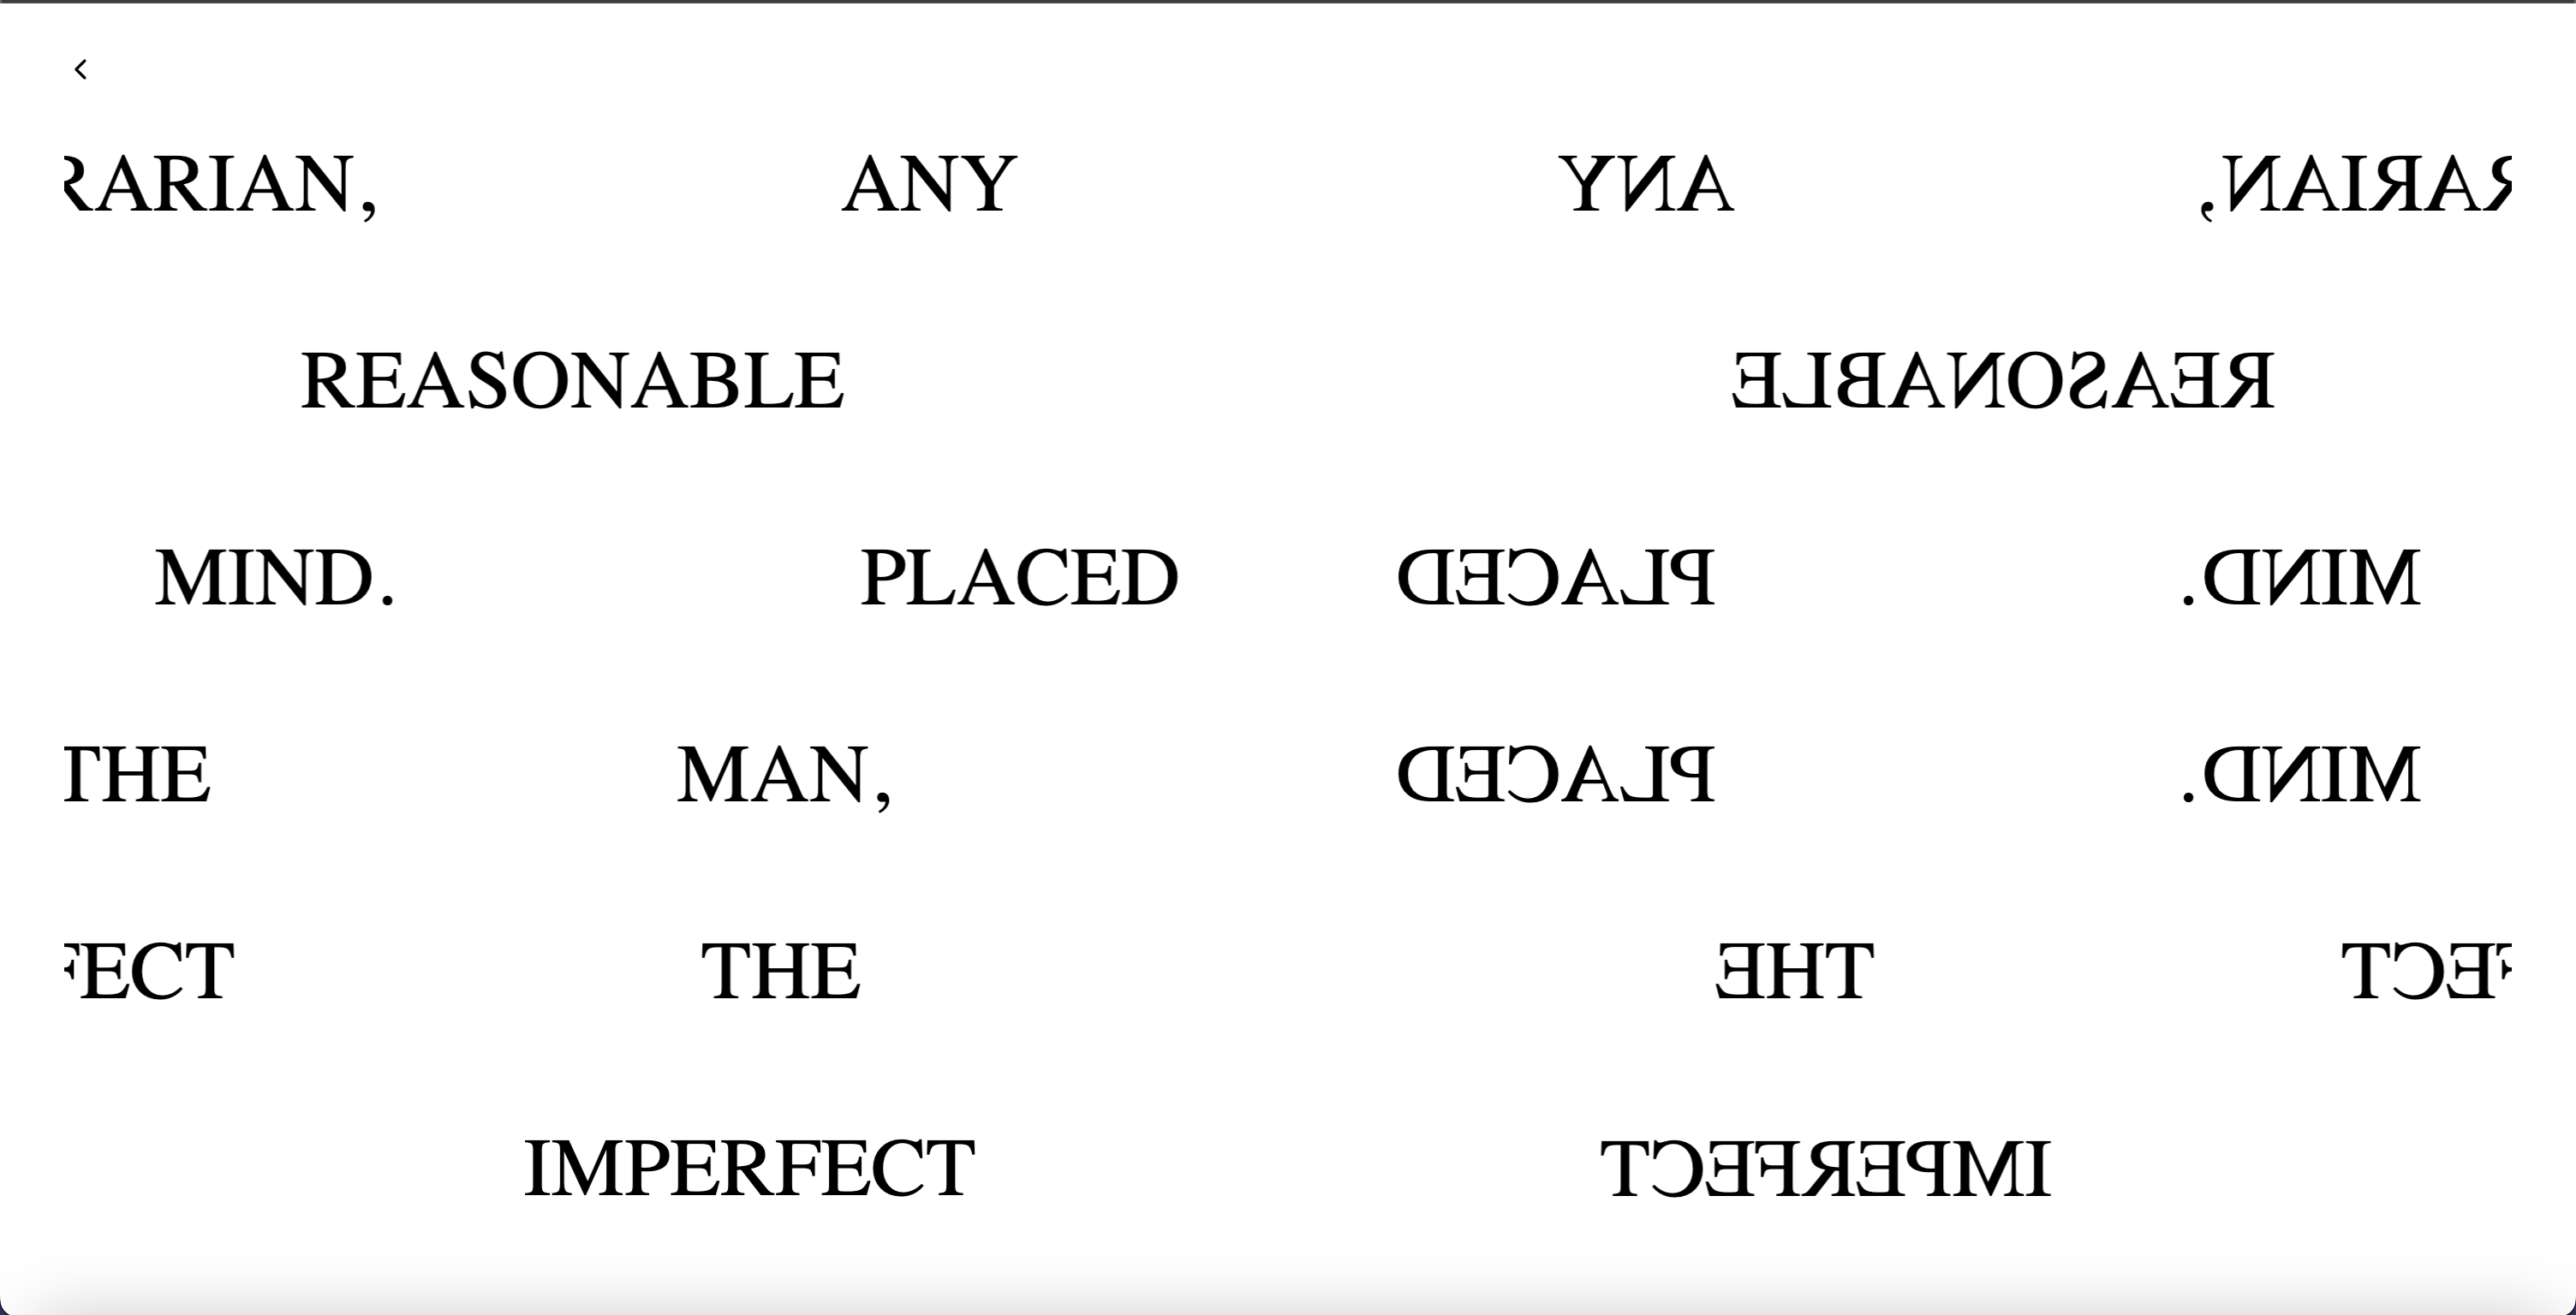 RARIAN, ANY ANY RARIAN,
REASONABLE REASONABLE
MIND. PLACED PLACED MIND.
THE MAN, PLACED MIND.
FECT THE THE FECT
IMPERFECT IMPERFECT